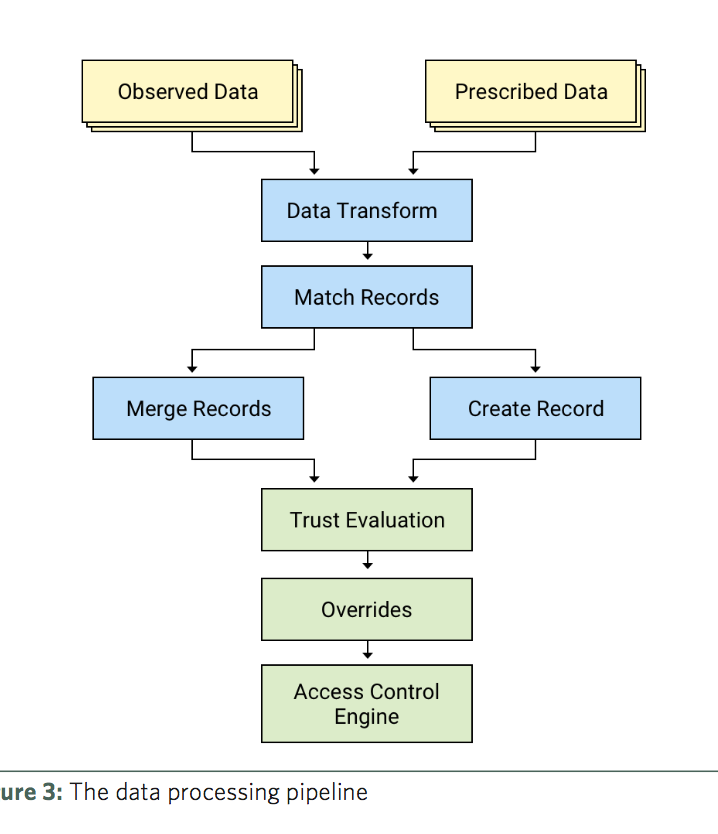 Observed Data
Prescribed Data
Data Transform
Match Records
Merge Records
Create Record
Trust Evaluation
Overrides
Access Control
Engine
ure 3: The data processing pipeline